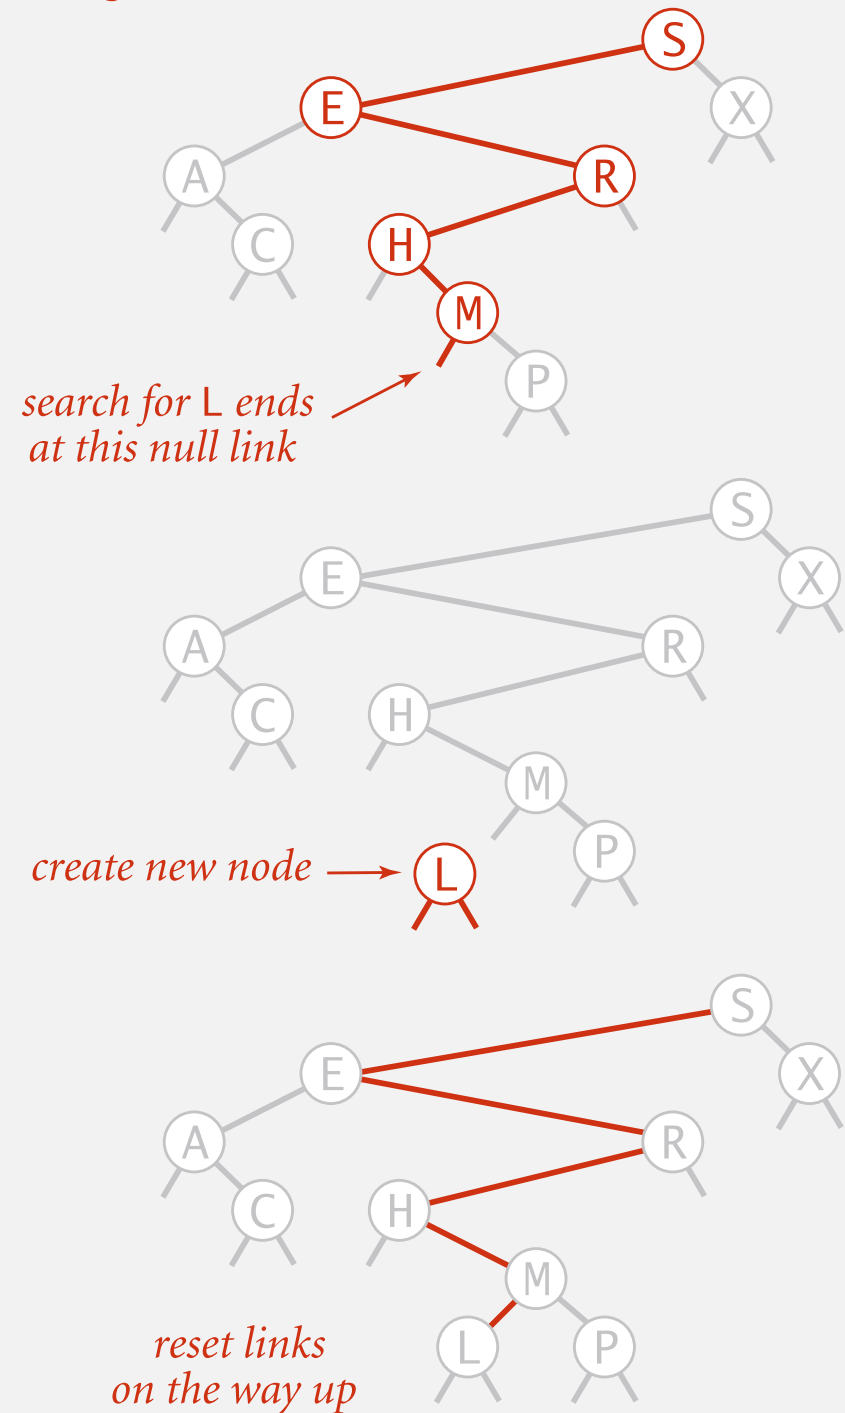 S
E
X
A
R
C
H
M
P
search for L ends
at this null link
S
E
X
A
R
C
H
M
P
create new node
L
S
E
X
A
R
C
H
M
L
P
reset links
on the way up